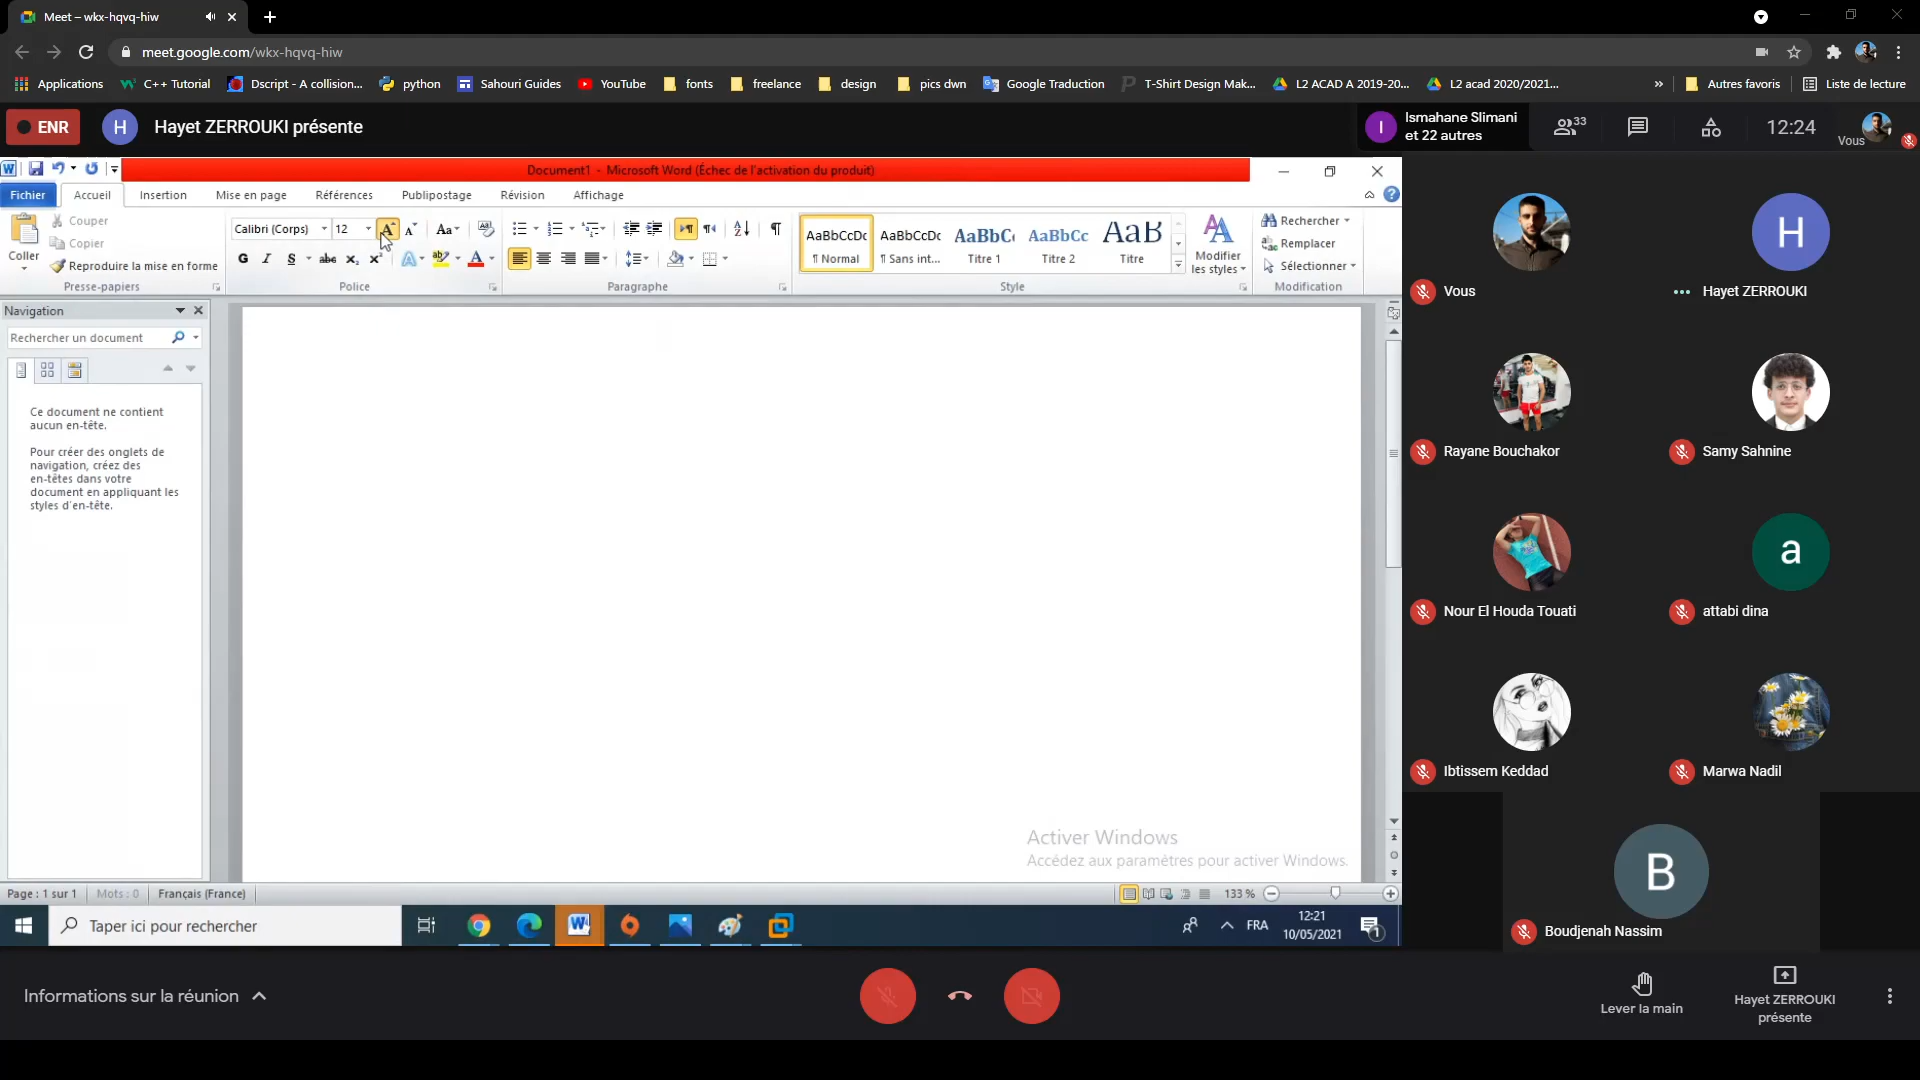 Meet – wkx-hqvq-hiw
meet.google.com/wkx-hqvq-hiw
Applications
C++ Tutorial
Dscript - A collision...
python
Sahouri Guides
YouTube
fonts
freelance
design
pics dwn
Google Traduction
T-Shirt Design Mak...
L2 ACAD A 2019-20...
L2 acad 2020/2021...
»
Autres favoris
Liste de lecture
ENR
H
Hayet ZERROUKI présente
I
Ismahane Slimani
et 22 autres
33
12:24
Vous
Document1 - Microsoft Word (Échec de l'activation du produit)
Fichier
Accueil
Insertion
Mise en page
Références
Publipostage
Révision
Affichage
Coller
Couper
Copier
Reproduire la mise en forme
Presse-papiers
Calibri (Corps)
12
Aa
G
I
S
abc
Police
Paragraphe
AaBbCcDc
¶ Normal
AaBbCcDc
¶ Sans int...
AaBbC
Titre 1
AaBbCc
Titre 2
AaB
Titre
Style
Modifier
les styles
Rechercher
Remplacer
Sélectionner
Modification
Navigation
Rechercher un document
Ce document ne contient
aucun en-tête.
Pour créer des onglets de
navigation, créez des
en-têtes dans votre
document en appliquant les
styles d'en-tête.
Activer Windows
Accédez aux paramètres pour activer Windows.
Page : 1 sur 1
Mots : 0
Français (France)
133 %
Taper ici pour rechercher
FRA
12:21
10/05/2021
1
Vous
H
Hayet ZERROUKI
Rayane Bouchakor
Samy Sahnine
Nour El Houda Touati
a
attabi dina
Ibtissem Keddad
Marwa Nadil
B
Boudjenah Nassim
Informations sur la réunion
Lever la main
Hayet ZERROUKI
présente